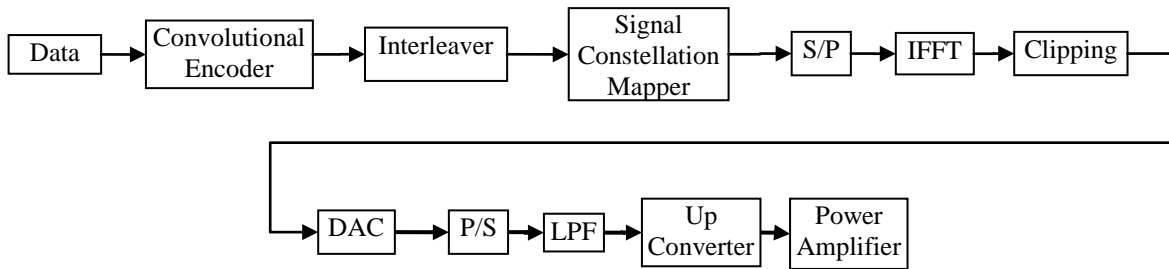 Data
Convolutional
Encoder
Interleaver
Signal
Constellation
Mapper
S/P
IFFT
Clipping
DAC
P/S
LPF
Up
Converter
Power
Amplifier